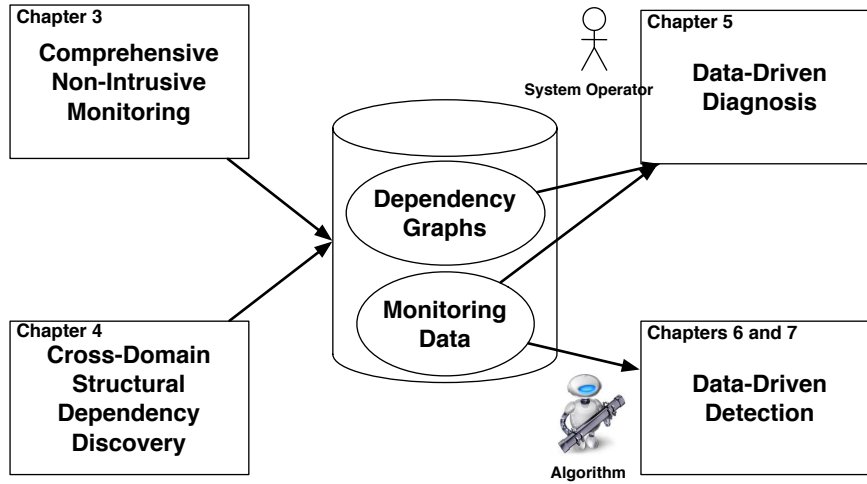 Chapter 3
Comprehensive
Non-Intrusive
Monitoring
System Operator
Chapter 5
Data-Driven
Diagnosis
Dependency
Graphs
Monitoring
Data
Chapter 4
Cross-Domain
Structural
Dependency
Discovery
Algorithm
Chapters 6 and 7
Data-Driven
Detection